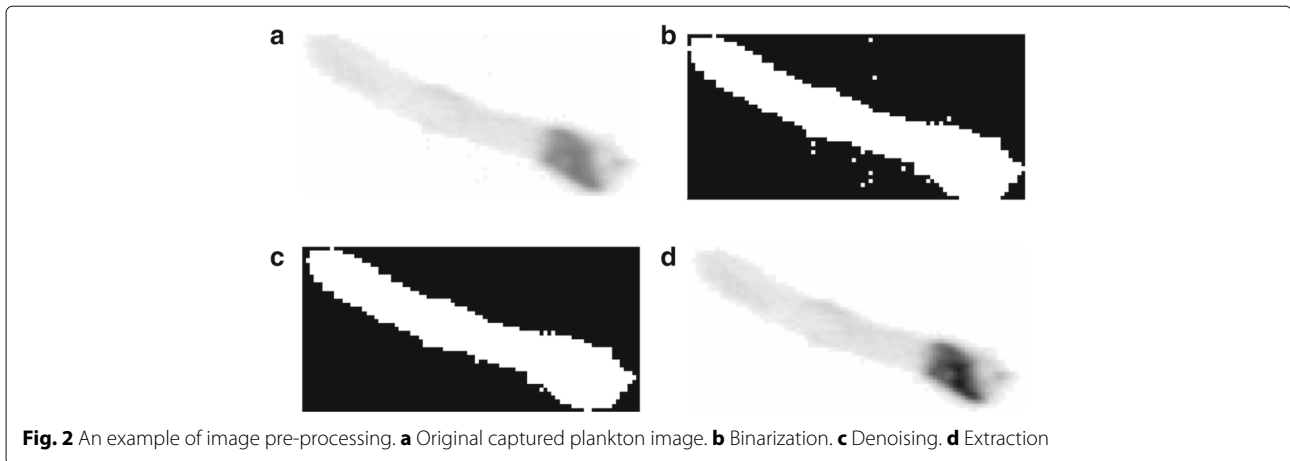 a
b
c
d
Fig. 2 An example of image pre-processing. a Original captured plankton image. b Binarization. c Denoising. d Extraction